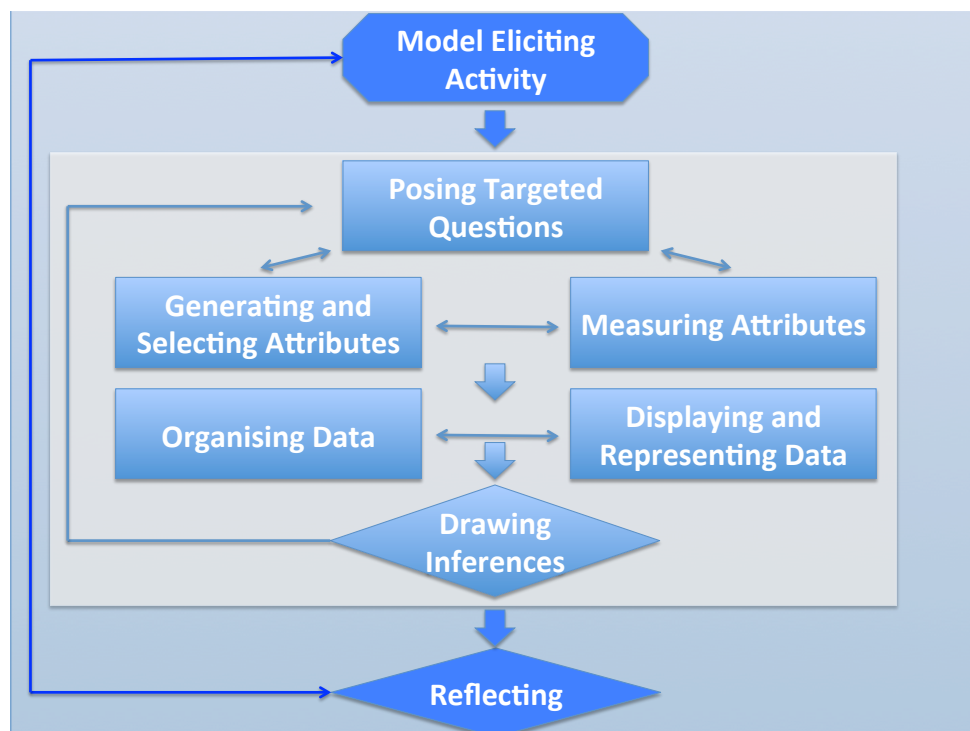 Model Eliciting
Activity
Posing Targeted
Questions
Generating and
Selecting Attributes
Measuring Attributes
Organising Data
Displaying and
Representing Data
Drawing
Inferences
Reflecting